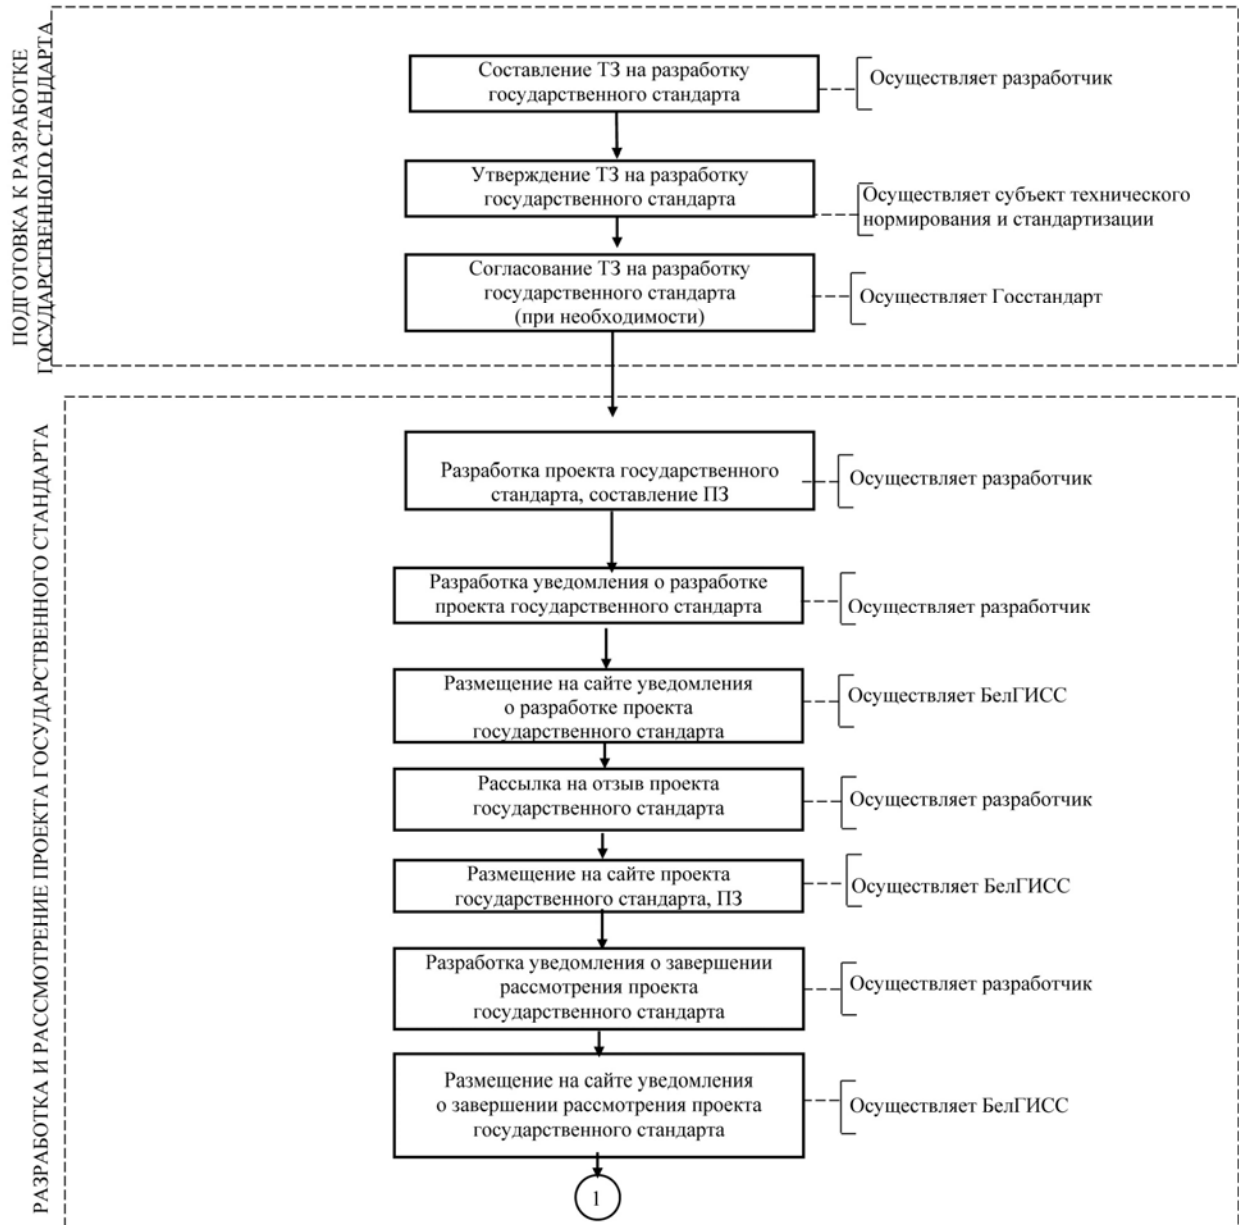 ПОДГОТОВКА К РАЗРАБОТКЕ
ГОСУДАРСТВЕННОГО СТАНДАРТА
Составление ТЗ на разработку
государственного стандарта
Осуществляет разработчик
Утверждение ТЗ на разработку
государственного стандарта
Осуществляет субъект технического
нормирования и стандартизации
Согласование ТЗ на разработку
государственного стандарта
(при необходимости)
Осуществляет Госстандарт
РАЗРАБОТКА И РАССМОТРЕНИЕ ПРОЕКТА ГОСУДАРСТВЕННОГО СТАНДАРТА
Разработка проекта государственного
стандарта, составление ПЗ
Осуществляет разработчик
Разработка уведомления о разработке
проекта государственного стандарта
Осуществляет разработчик
Размещение на сайте уведомления
о разработке проекта
государственного стандарта
Осуществляет БелГИСС
Рассылка на отзыв проекта
государственного стандарта
Осуществляет разработчик
Размещение на сайте проекта
государственного стандарта, ПЗ
Осуществляет БелГИСС
Разработка уведомления о завершении
рассмотрения проекта
государственного стандарта
Осуществляет разработчик
Размещение на сайте уведомления
о завершении рассмотрения проекта
государственного стандарта
Осуществляет БелГИСС
1